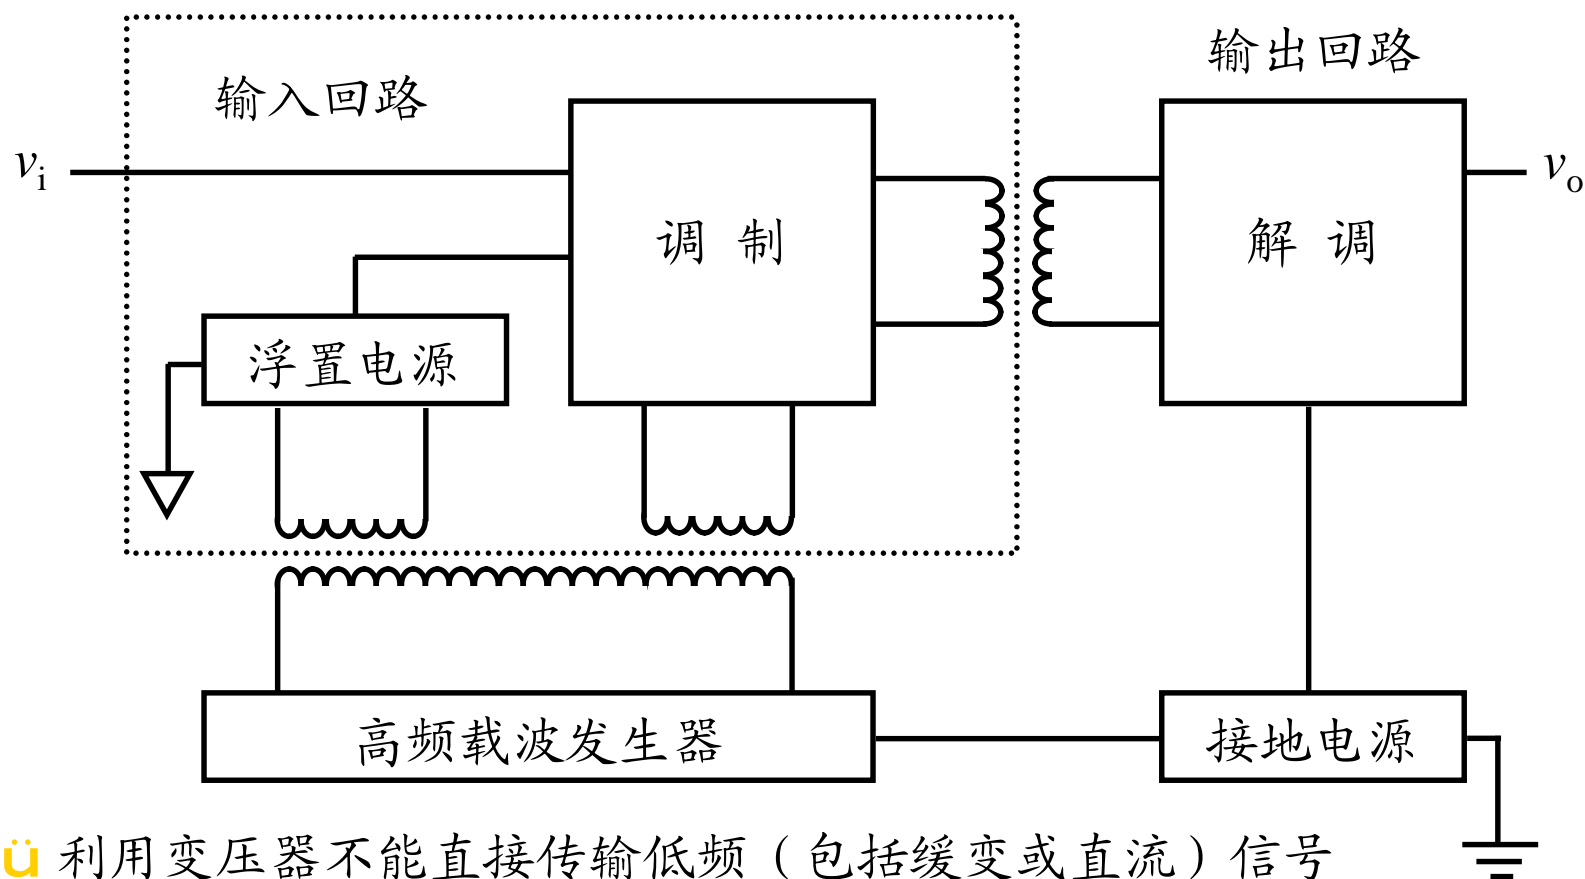 输出回路
输入回路
vi
vo
调 制
解 调
浮置电源
高频载波发生器
接地电源
ü 利用变压器不能直接传输低频（包括缓变或直流）信号